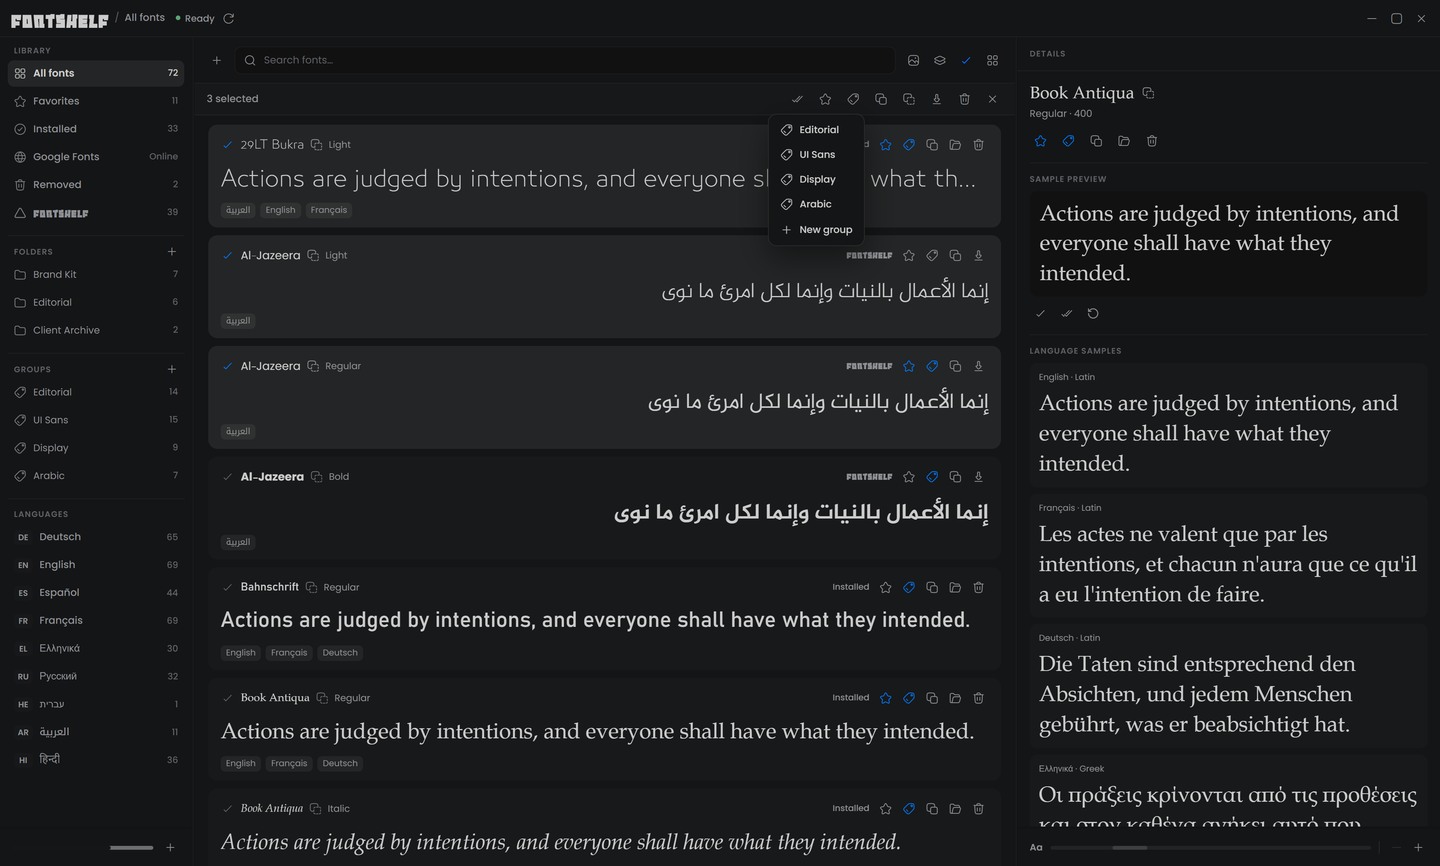 FONTSHELF / All fonts Ready
LIBRARY
All fonts 72
Favorites 11
Installed 33
Google Fonts Online
Removed 2
FONTSHELF 39
FOLDERS
Brand Kit 7
Editorial 6
Client Archive 2
GROUPS
Editorial 14
UI Sans 15
Display 9
Arabic 7
LANGUAGES
DE Deutsch 65
EN English 69
ES Español 44
FR Français 69
EL Ελληνικά 30
RU Русский 32
HE עברית 1
AR العربية 11
HI हिन्दी 36
Search fonts...
3 selected
Editorial
UI Sans
Display
Arabic
New group
29LT Bukra Light
Actions are judged by intentions, and everyone what th...
العربية English Français
Al-Jazeera Light FONTSHELF
إنما الأعمال بالنيات وإنما لكل امرئ ما نوى
العربية
Al-Jazeera Regular FONTSHELF
إنما الأعمال بالنيات وإنما لكل امرئ ما نوى
العربية
Al-Jazeera Bold FONTSHELF
إنما الأعمال بالنيات وإنما لكل امرئ ما نوى
العربية
Bahnschrift Regular Installed
Actions are judged by intentions, and everyone shall have what they intended.
English Français Deutsch
Book Antiqua Regular Installed
Actions are judged by intentions, and everyone shall have what they intended.
English Français Deutsch
Book Antiqua Italic Installed
Actions are judged by intentions, and everyone shall have what they intended.
DETAILS
Book Antiqua
Regular · 400
SAMPLE PREVIEW
Actions are judged by intentions, and
everyone shall have what they
intended.
LANGUAGE SAMPLES
English · Latin
Actions are judged by intentions, and
everyone shall have what they
intended.
Français · Latin
Les actes ne valent que par les
intentions, et chacun n'aura que ce qu'il
a eu l'intention de faire.
Deutsch · Latin
Die Taten sind entsprechend den
Absichten, und jedem Menschen
gebührt, was er beabsichtigt hat.
Ελληνικά · Greek
Οι πράξεις κρίνονται από τις προθέσεις
και στον καθένα ανήκει αυτό που
Aa